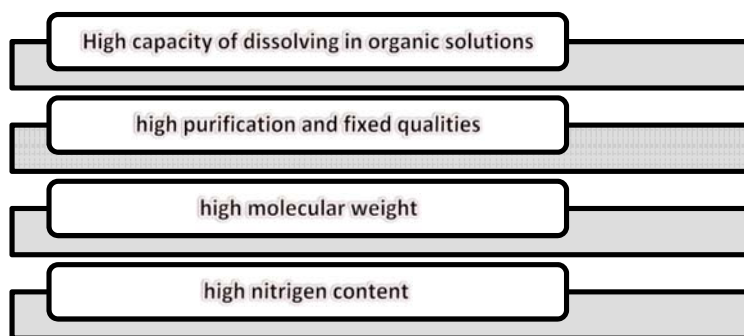 High capacity of dissolving in organic solutions
high purification and fixed qualities
high molecular weight
high nitrigen content